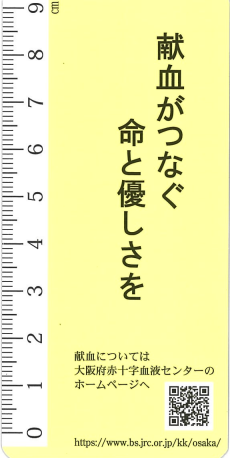 献血がつなぐ
命と優しさを
献血については
大阪府赤十字血液センターの
ホームページへ
https://www.bs.jrc.or.jp/kk/osaka/
cm
9
8
7
6
5
4
3
2
1
0